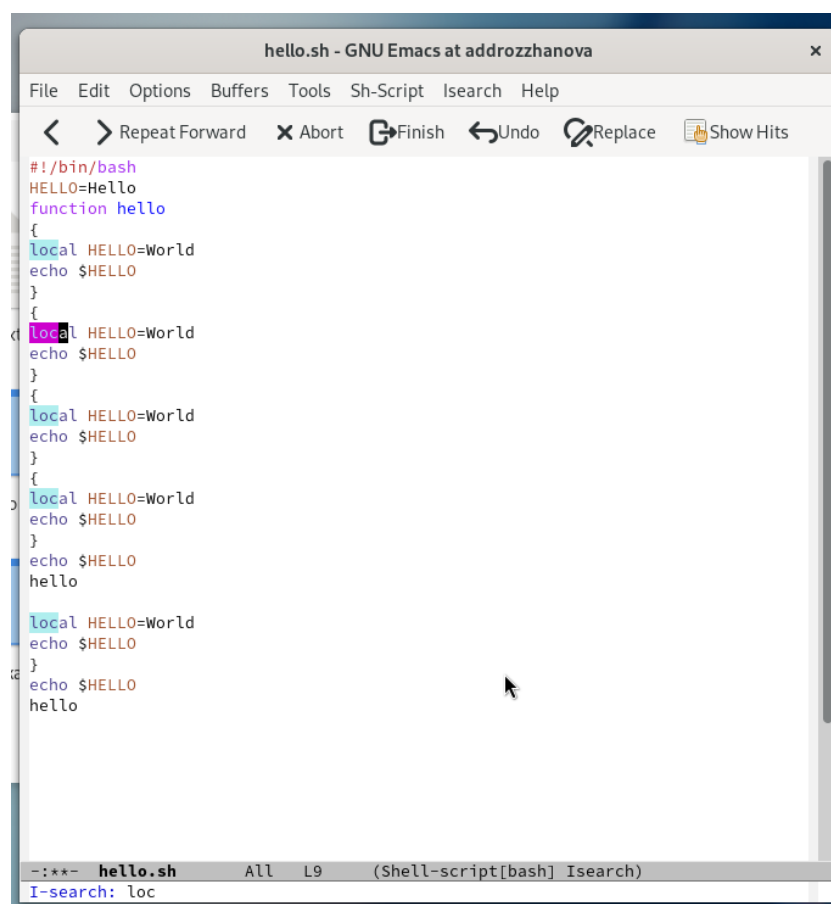 hello.sh - GNU Emacs at addrozzhanova
File Edit Options Buffers Tools Sh-Script Isearch Help
Repeat Forward Abort Finish Undo Replace Show Hits
#!/bin/bash
HELLO=Hello
function hello
{
local HELLO=World
echo $HELLO
}
{
local HELLO=World
echo $HELLO
}
{
local HELLO=World
echo $HELLO
}
{
local HELLO=World
echo $HELLO
}
echo $HELLO
hello
local HELLO=World
echo $HELLO
}
echo $HELLO
hello
-:**- hello.sh All L9 (Shell-script[bash] Isearch)
I-search: loc